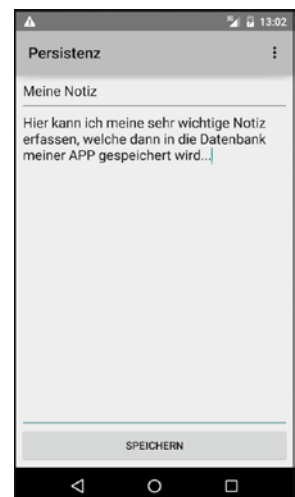 13:02
Persistenz
Meine Notiz
Hier kann ich meine sehr wichtige Notiz
erfassen, welche dann in die Datenbank
meiner APP gespeichert wird...
SPEICHERN